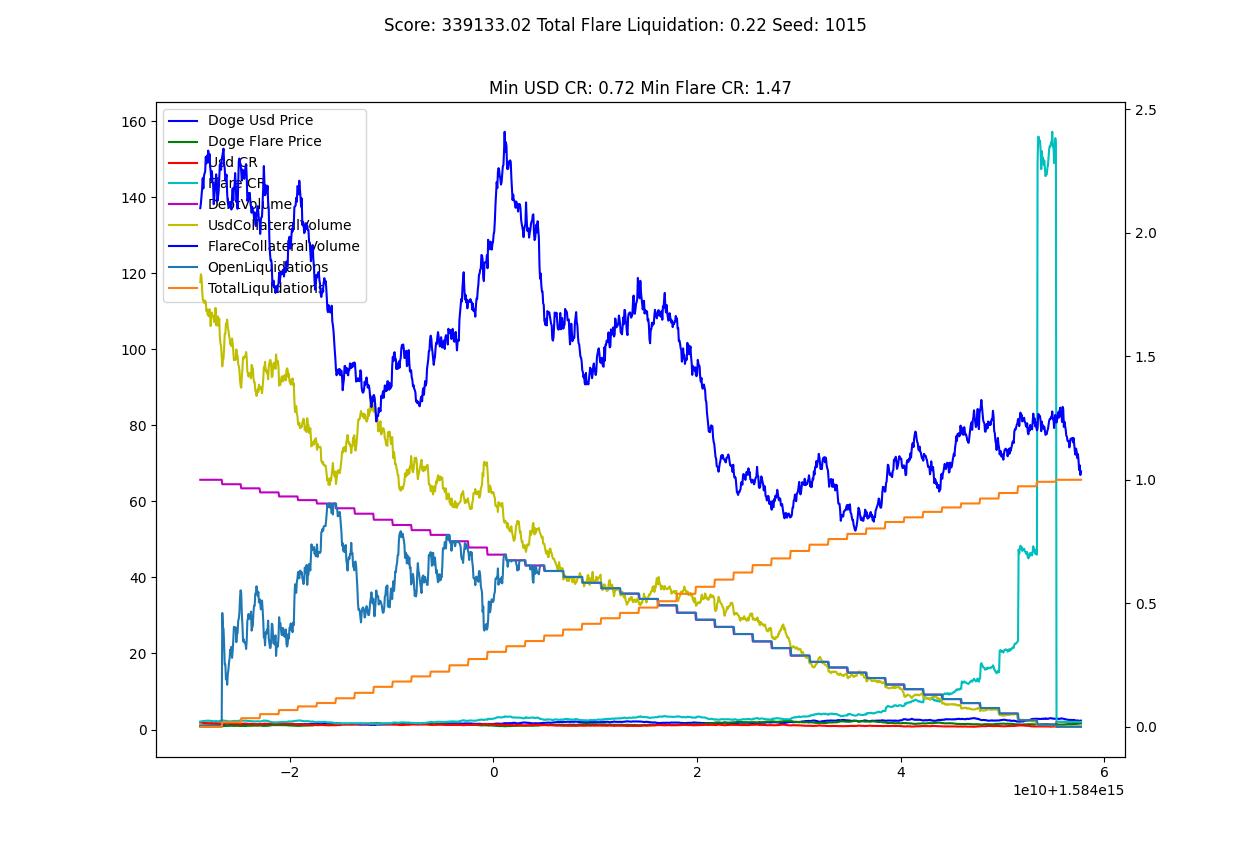 Score: 339133.02 Total Flare Liquidation: 0.22 Seed: 1015
Min USD CR: 0.72 Min Flare CR: 1.47
Doge Usd Price
Doge Flare Price
Usd CR
Flare CR
DebtVolume
UsdCollateralVolume
FlareCollateralVolume
OpenLiquidations
TotalLiquidations
160
140
120
100
80
60
40
20
0
2.5
2.0
1.5
1.0
0.5
0.0
−2
0
2
4
6
1e10+1.584e15